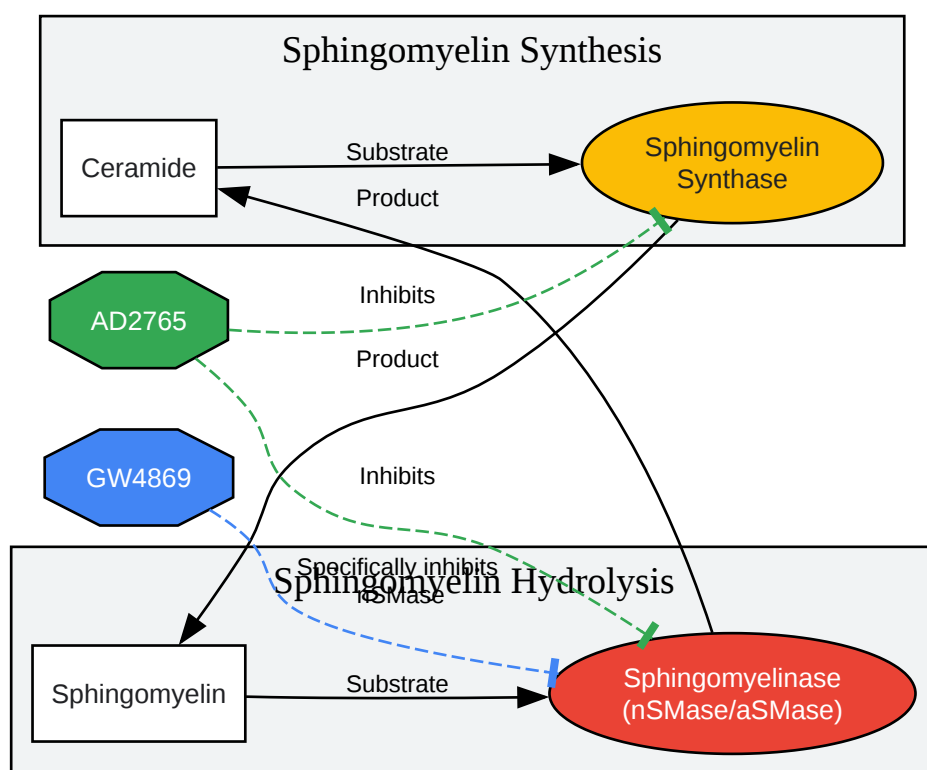 Sphingomyelin Synthesis
Ceramide
Substrate
Sphingomyelin
Synthase
Product
AD2765
Inhibits
Product
GW4869
Inhibits
Specifically inhibits
nSMase
Sphingomyelin Hydrolysis
Sphingomyelin
Substrate
Sphingomyelinase
(nSMase/aSMase)